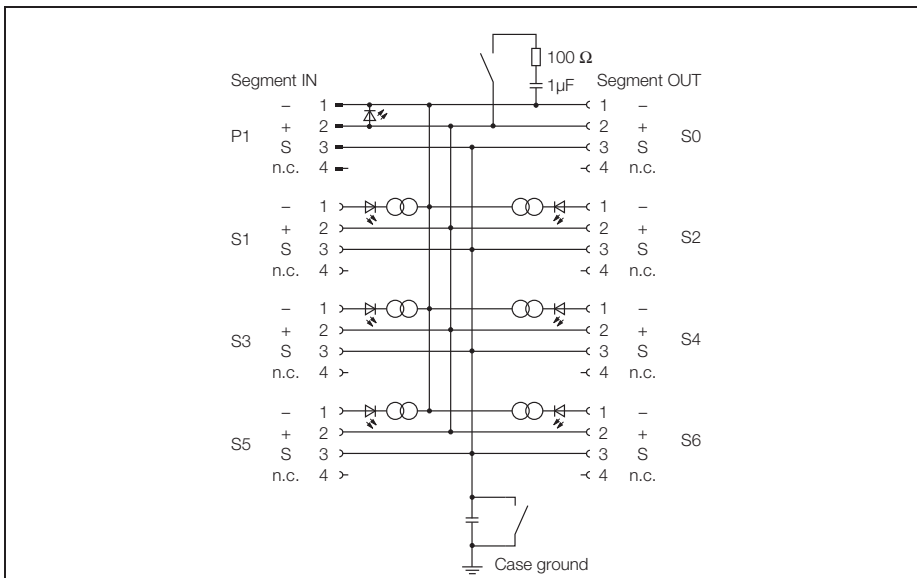 100 Ω
Segment IN 1µF Segment OUT
− 1 1 −
P1 + 2 2 + S0
S 3 3 S
n.c. 4 4 n.c.
− 1 1 −
S1 + 2 2 + S2
S 3 3 S
n.c. 4 4 n.c.
− 1 1 −
S3 + 2 2 + S4
S 3 3 S
n.c. 4 4 n.c.
− 1 1 −
S5 + 2 2 + S6
S 3 3 S
n.c. 4 4 n.c.
Case ground